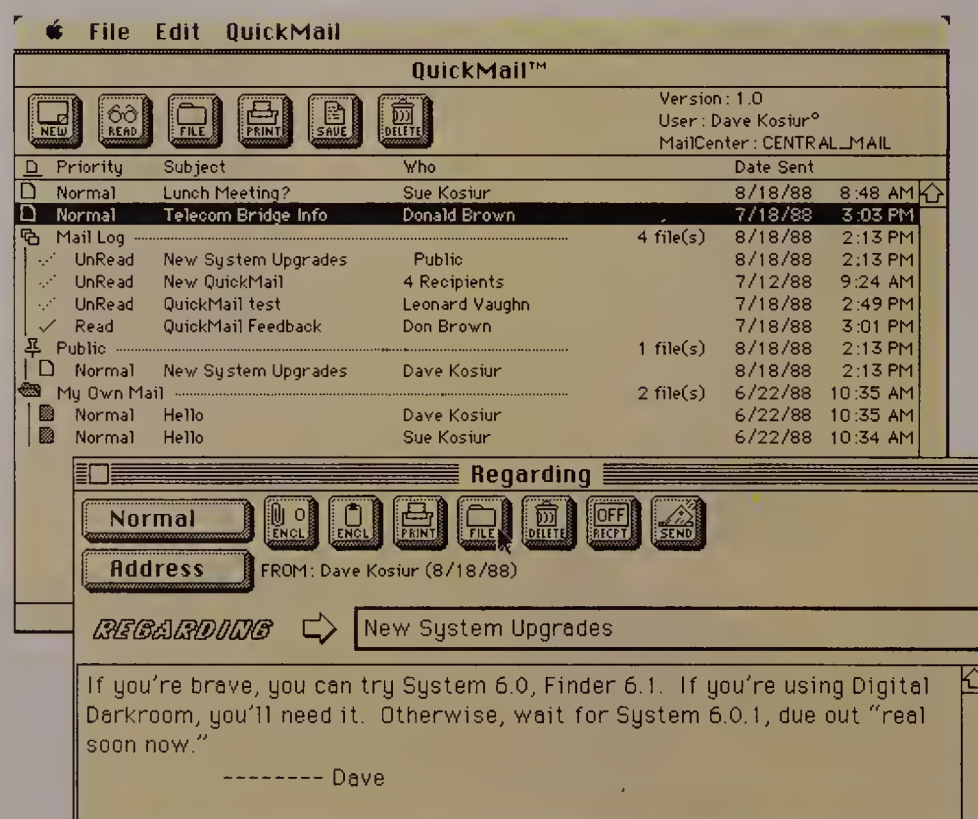 File Edit QuickMail
QuickMail™
NEW READ FILE PRINT SAVE DELETE
Version: 1.0
User: Dave Kosiur°
MailCenter: CENTRAL_MAIL
Priority Subject Who Date Sent
Normal Lunch Meeting? Sue Kosiur 8/18/88 8:48 AM
Normal Telecom Bridge Info Donald Brown 7/18/88 3:03 PM
Mail Log 4 file(s) 8/18/88 2:13 PM
UnRead New System Upgrades Public 8/18/88 2:13 PM
UnRead New QuickMail 4 Recipients 7/12/88 9:24 AM
UnRead QuickMail test Leonard Vaughn 7/18/88 2:49 PM
Read QuickMail Feedback Don Brown 7/18/88 3:01 PM
Public 1 file(s) 8/18/88 2:13 PM
Normal New System Upgrades Dave Kosiur 8/18/88 2:13 PM
My Own Mail 2 file(s) 6/22/88 10:35 AM
Normal Hello Dave Kosiur 6/22/88 10:35 AM
Normal Hello Sue Kosiur 6/22/88 10:34 AM
Regarding
Normal ENCL ENCL PRINT FILE DELETE OFF RECPT SEND
Address FROM: Dave Kosiur (8/18/88)
REGARDING New System Upgrades
If you're brave, you can try System 6.0, Finder 6.1. If you're using Digital
Darkroom, you'll need it. Otherwise, wait for System 6.0.1, due out "real
soon now."
-------- Dave